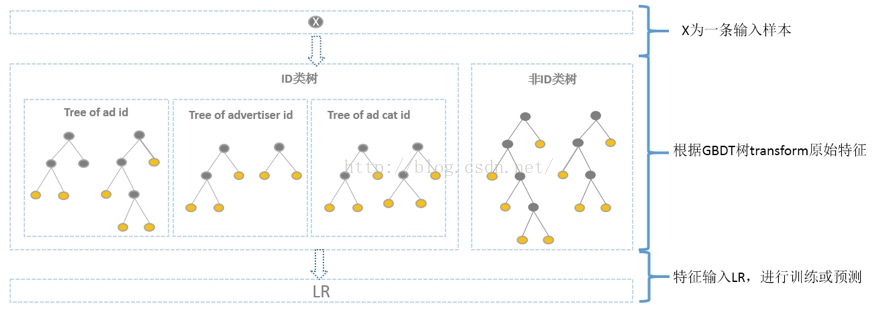 X
X为一条输入样本
ID类树
非ID类树
Tree of ad id
Tree of advertiser id
Tree of ad cat id
http://blog.csdn.net/
根据GBDT树transform原始特征
特征输入LR，进行训练或预测
LR